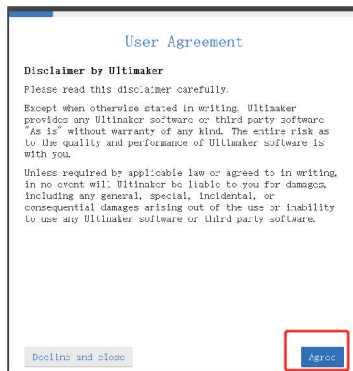 User Agreement
Disclaimer by Ultimaker
Please read this disclaimer carefully.
Except when otherwise stated in writing, Ultimaker
provides any Ultimaker software or third party software
"As is" without warranty of any kind. The entire risk as
to the quality and performance of Ultimaker software is
with you.
Unless required by applicable law or agreed to in writing,
in no event will Ultimaker be liable to you for damages,
including any general, special, incidental, or
consequential damages arising out of the use or inability
to use any Ultimaker software or third party software.
Decline and close
Agree